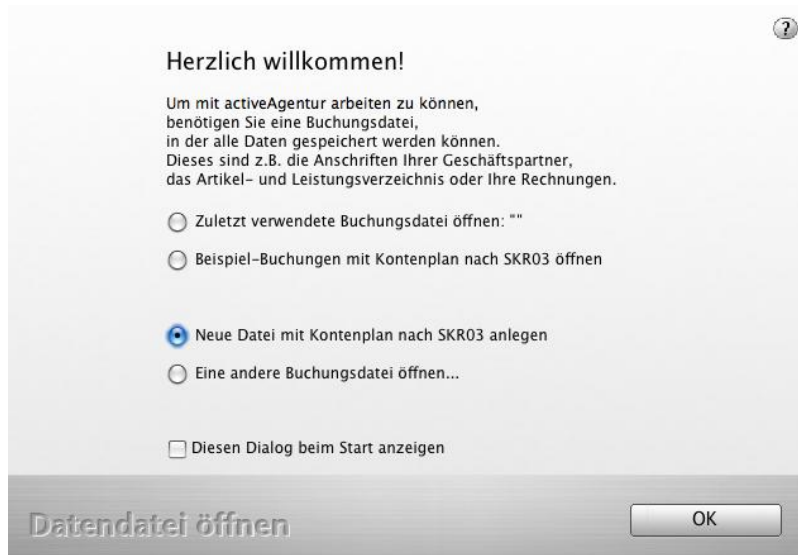 ?
Herzlich willkommen!
Um mit activeAgentur arbeiten zu können,
benötigen Sie eine Buchungsdatei,
in der alle Daten gespeichert werden können.
Dieses sind z.B. die Anschriften Ihrer Geschäftspartner,
das Artikel- und Leistungsverzeichnis oder Ihre Rechnungen.
Zuletzt verwendete Buchungsdatei öffnen: ""
Beispiel-Buchungen mit Kontenplan nach SKR03 öffnen
Neue Datei mit Kontenplan nach SKR03 anlegen
Eine andere Buchungsdatei öffnen...
Diesen Dialog beim Start anzeigen
Datendatei öffnen
OK